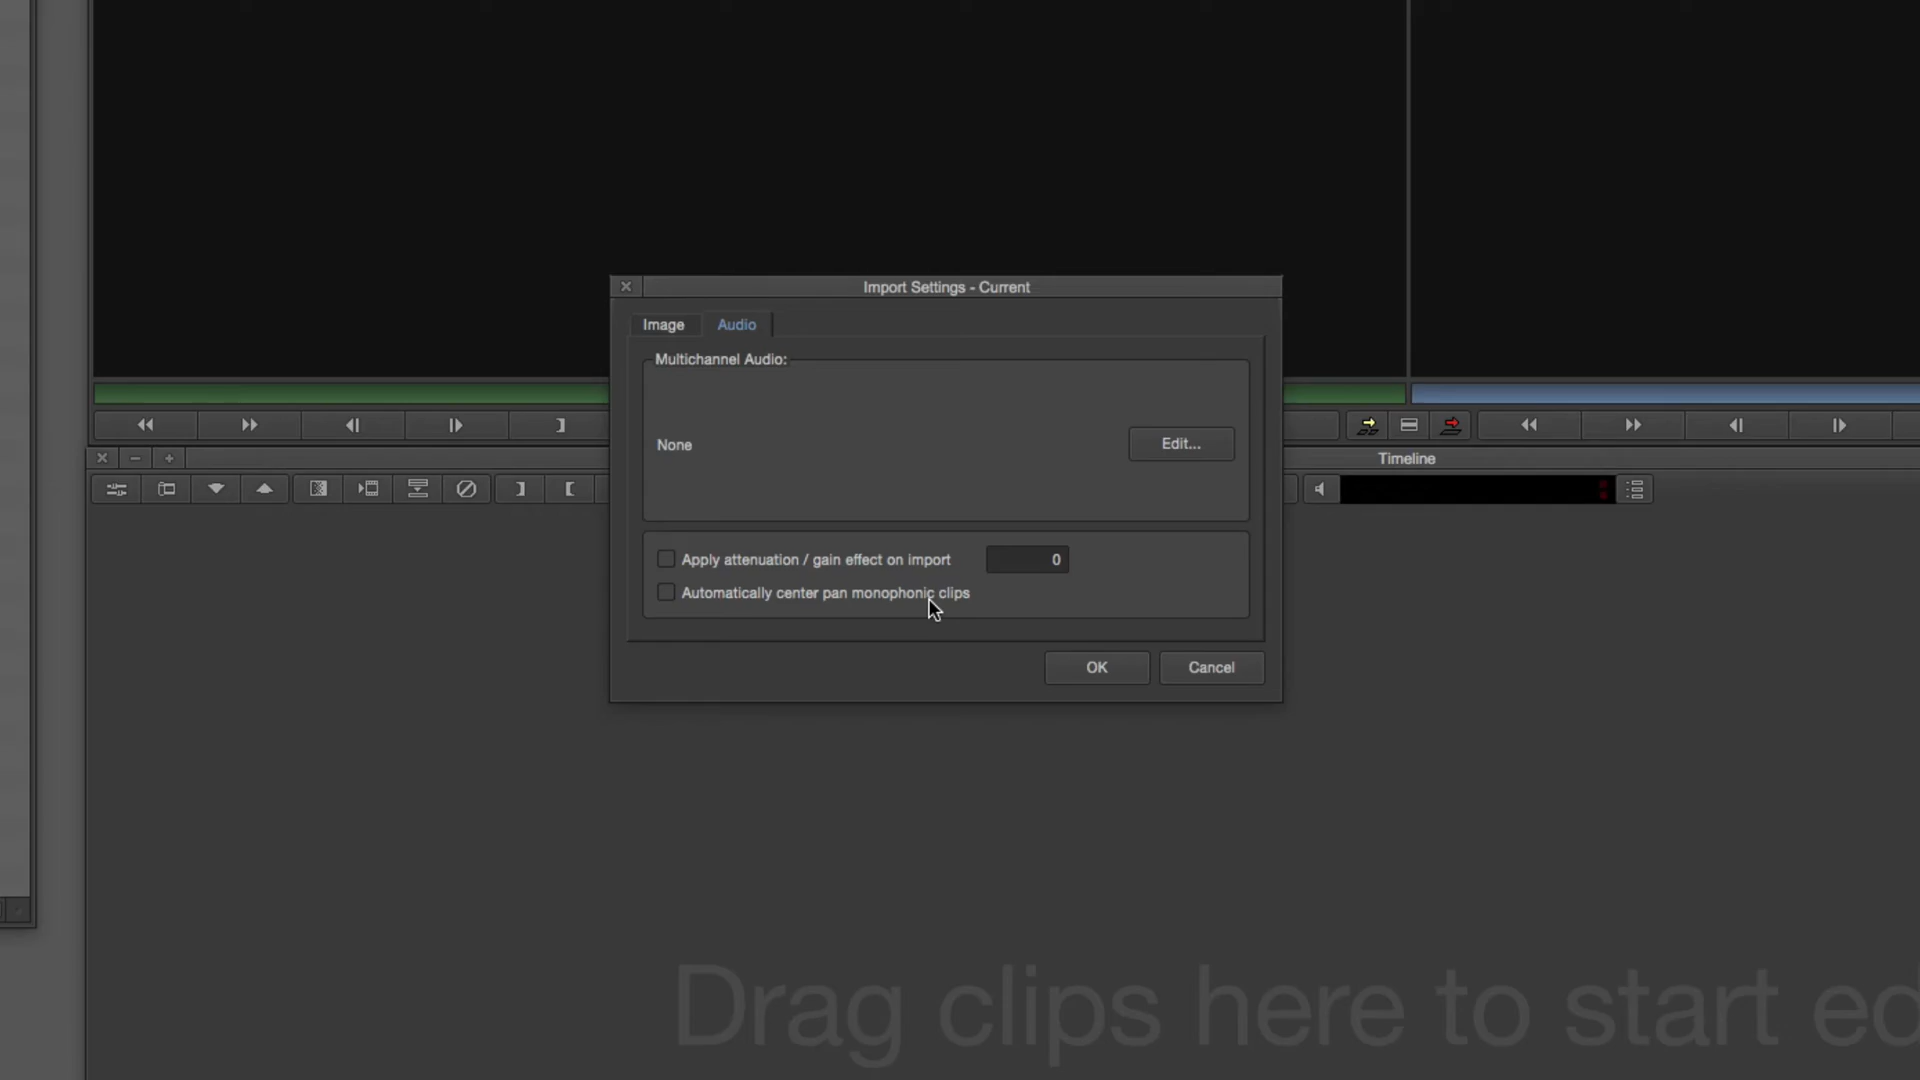 Import Settings - Current
Image Audio
Multichannel Audio:
None
Edit...
Timeline
Apply attenuation / gain effect on import 0
Automatically center pan monophonic clips
OK Cancel
Drag clips here to start ed